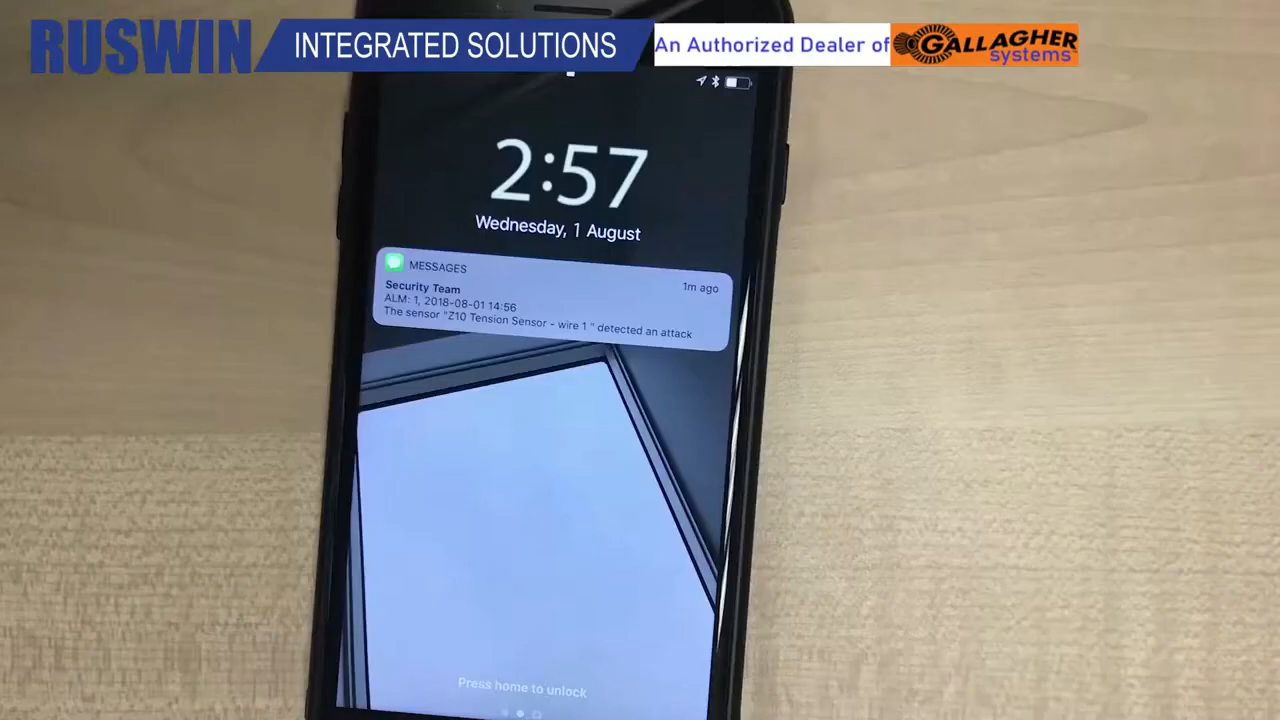 RUSWIN INTEGRATED SOLUTIONS An Authorized Dealer of GALLAGHER systems™
2:57
Wednesday, 1 August
MESSAGES
1m ago
Security Team
ALM: 1, 2018-08-01 14:56
The sensor "Z10 Tension Sensor - wire 1 " detected an attack
Press home to unlock